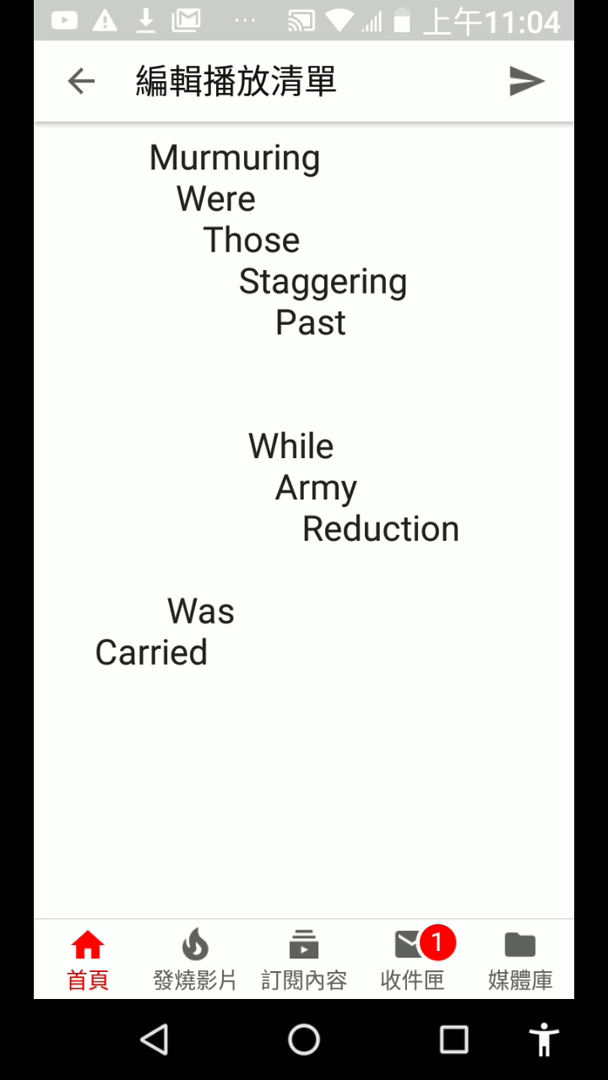 上午11:04
編輯播放清單
Murmuring
Were
Those
Staggering
Past
While
Army
Reduction
Was
Carried
1
首頁 發燒影片 訂閱內容 收件匣 媒體庫